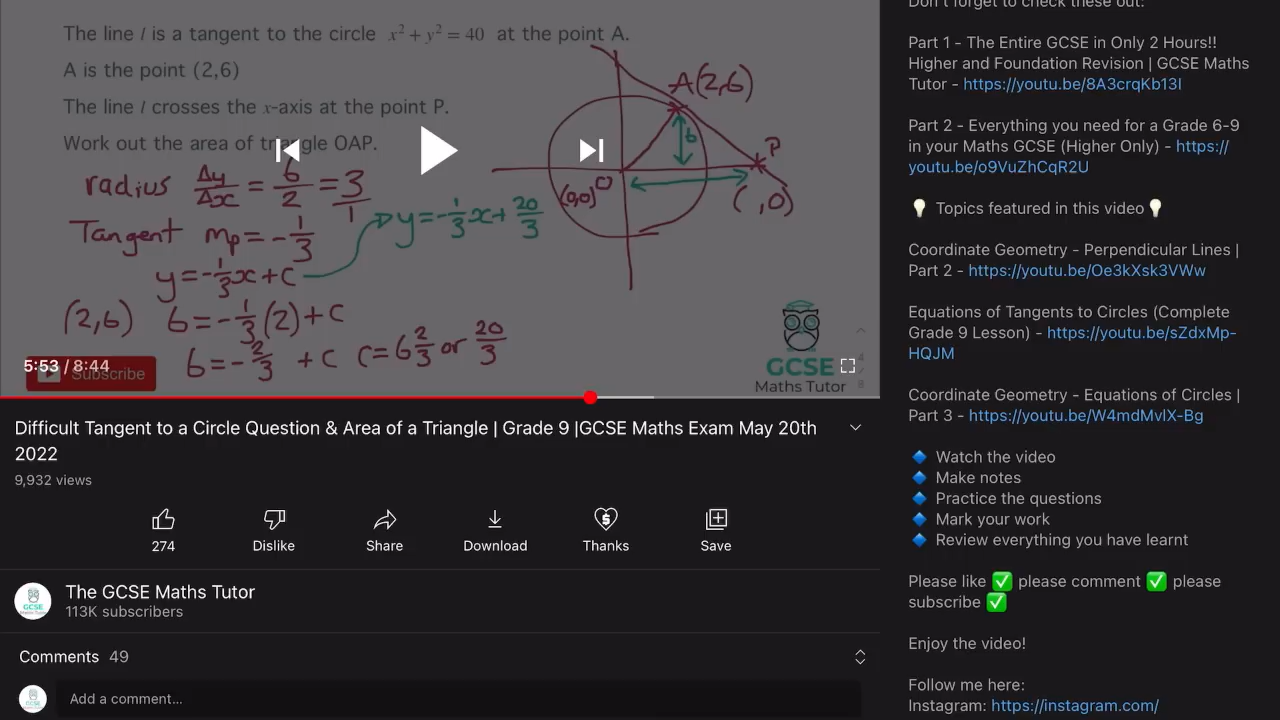 The line l is a tangent to the circle x² + y² = 40 at the point A.
A is the point (2,6)
The line l crosses the x-axis at the point P.
Work out the area of triangle OAP.
radius Δy/Δx = 6/2 = 3/1
Tangent mp = -1/3
y = -1/3x + c
y = -1/3x + 20/3
(2,6) 6 = -1/3(2) + c
6 = -2/3 + c c = 6 2/3 or 20/3
A(2,6)
6
P
(0,0) O
( ,0)
GCSE
Maths Tutor
5:53 / 8:44
Subscribe
Difficult Tangent to a Circle Question & Area of a Triangle | Grade 9 |GCSE Maths Exam May 20th
2022
9,932 views
274 Dislike Share Download Thanks Save
The GCSE Maths Tutor
113K subscribers
Comments 49
Add a comment...
Don't forget to check these out:
Part 1 - The Entire GCSE in Only 2 Hours!!
Higher and Foundation Revision | GCSE Maths
Tutor - https://youtu.be/8A3crqKb13I
Part 2 - Everything you need for a Grade 6-9
in your Maths GCSE (Higher Only) - https://
youtu.be/o9VuZhCqR2U
💡 Topics featured in this video💡
Coordinate Geometry - Perpendicular Lines |
Part 2 - https://youtu.be/Oe3kXsk3VWw
Equations of Tangents to Circles (Complete
Grade 9 Lesson) - https://youtu.be/sZdxMp-
HQJM
Coordinate Geometry - Equations of Circles |
Part 3 - https://youtu.be/W4mdMvlX-Bg
🔷 Watch the video
🔷 Make notes
🔷 Practice the questions
🔷 Mark your work
🔷 Review everything you have learnt
Please like ✅ please comment ✅ please
subscribe ✅
Enjoy the video!
Follow me here:
Instagram: https://instagram.com/